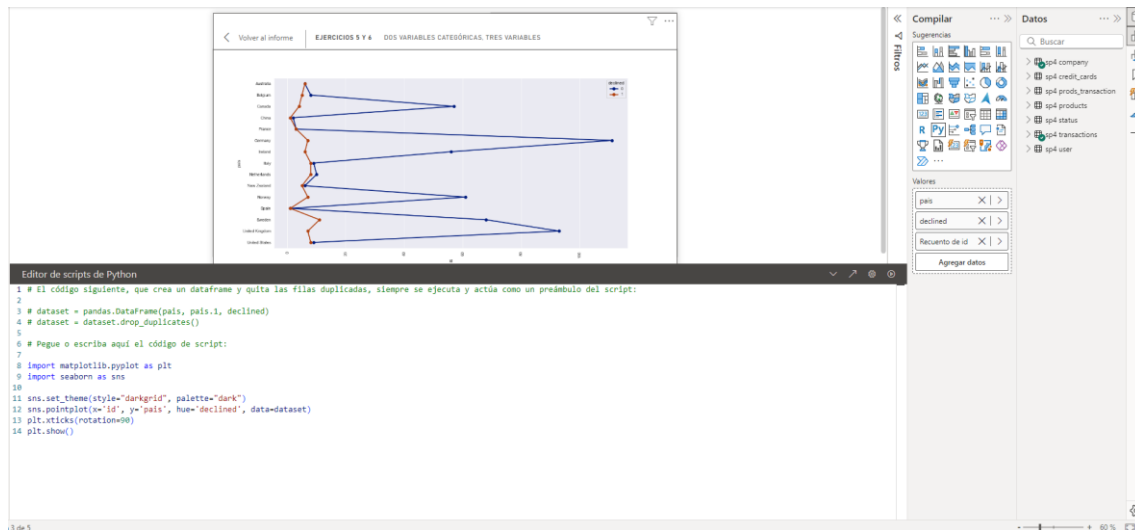 Volver al informe
EJERCICIOS 5 Y 6 DOS VARIABLES CATEGÓRICAS. TRES VARIABLES
Australia
Belgium
Canada
China
France
Germany
Ireland
Italy
Netherlands
New Zealand
Norway
Spain
Sweden
United Kingdom
United States
pais
declined
0
1
Editor de scripts de Python
1 # El código siguiente, que crea un dataframe y quita las filas duplicadas, siempre se ejecuta y actúa como un preámbulo del script:
2
3 # dataset = pandas.DataFrame(pais, pais.1, declined)
4 # dataset = dataset.drop_duplicates()
5
6 # Pegue o escriba aquí el código de script:
7
8 import matplotlib.pyplot as plt
9 import seaborn as sns
10
11 sns.set_theme(style="darkgrid", palette="dark")
12 sns.pointplot(x='id', y='pais', hue='declined', data=dataset)
13 plt.xticks(rotation=90)
14 plt.show()
Filtros
Compilar
Sugerencias
R Py
Valores
pais
declined
Recuento de id
Agregar datos
Datos
Buscar
sp4 company
sp4 credit_cards
sp4 prods_transaction
sp4 products
sp4 status
sp4 transactions
sp4 user
3 de 5
60 %